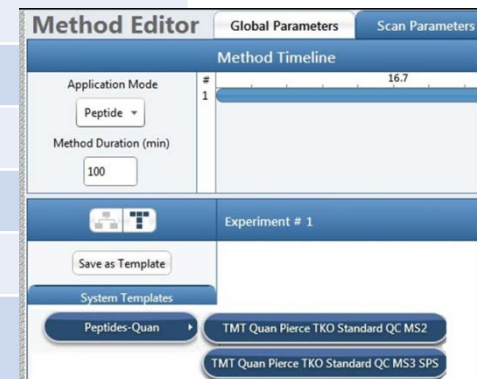 Method Editor
Global Parameters
Scan Parameters
Method Timeline
Application Mode
Peptide
Method Duration (min)
100
#
16.7
1
Experiment # 1
Save as Template
System Templates
Peptides-Quan
TMT Quan Pierce TKO Standard QC MS2
TMT Quan Pierce TKO Standard QC MS3 SPS